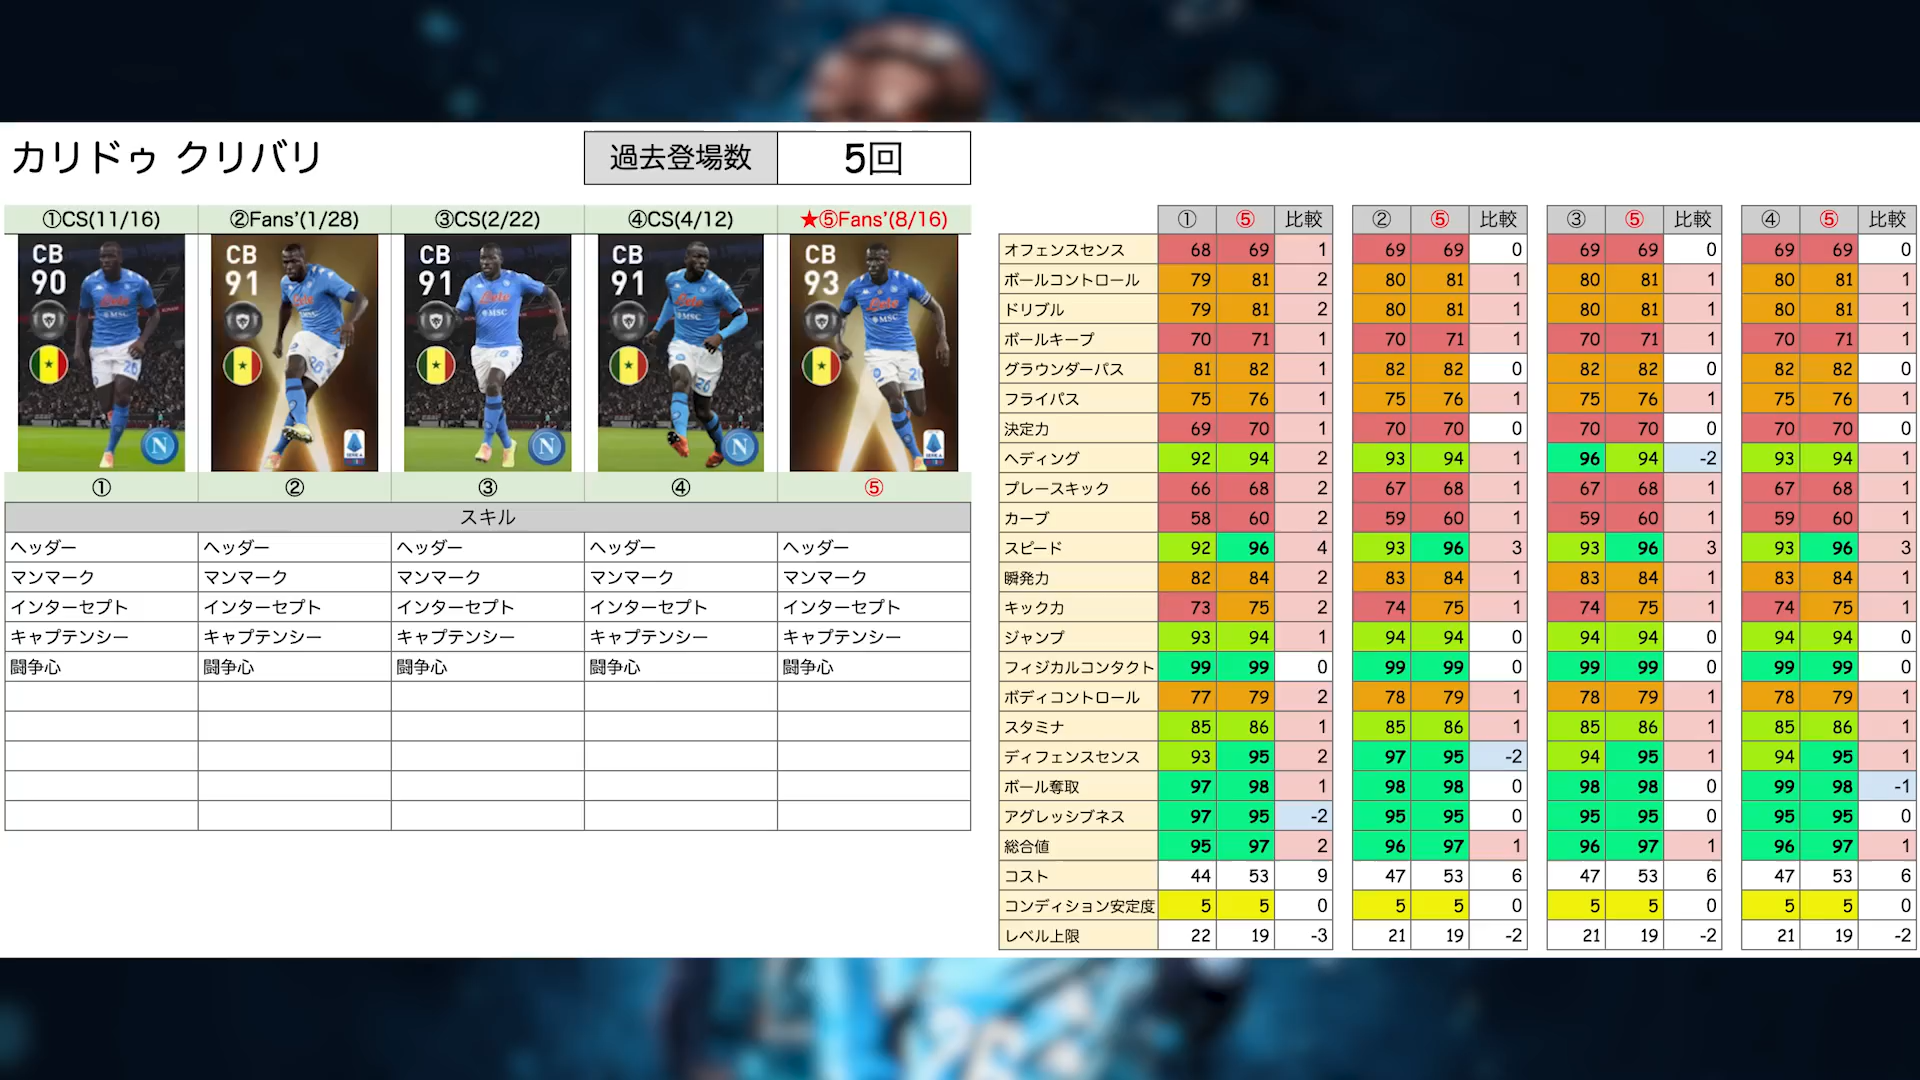 カリドゥ クリバリ
過去登場数 5回
①CS(11/16) ②Fans'(1/28) ③CS(2/22) ④CS(4/12) ★⑤Fans'(8/16)
CB 90 CB 91 CB 91 CB 91 CB 93
① ② ③ ④ ⑤
スキル
ヘッダー ヘッダー ヘッダー ヘッダー ヘッダー
マンマーク マンマーク マンマーク マンマーク マンマーク
インターセプト インターセプト インターセプト インターセプト インターセプト
キャプテンシー キャプテンシー キャプテンシー キャプテンシー キャプテンシー
闘争心 闘争心 闘争心 闘争心 闘争心
① ⑤ 比較 ② ⑤ 比較 ③ ⑤ 比較 ④ ⑤ 比較
オフェンスセンス 68 69 1 69 69 0 69 69 0 69 69 0
ボールコントロール 79 81 2 80 81 1 80 81 1 80 81 1
ドリブル 79 81 2 80 81 1 80 81 1 80 81 1
ボールキープ 70 71 1 70 71 1 70 71 1 70 71 1
グラウンダーパス 81 82 1 82 82 0 82 82 0 82 82 0
フライパス 75 76 1 75 76 1 75 76 1 75 76 1
決定力 69 70 1 70 70 0 70 70 0 70 70 0
ヘディング 92 94 2 93 94 1 96 94 -2 93 94 1
プレースキック 66 68 2 67 68 1 67 68 1 67 68 1
カーブ 58 60 2 59 60 1 59 60 1 59 60 1
スピード 92 96 4 93 96 3 93 96 3 93 96 3
瞬発力 82 84 2 83 84 1 83 84 1 83 84 1
キック力 73 75 2 74 75 1 74 75 1 74 75 1
ジャンプ 93 94 1 94 94 0 94 94 0 94 94 0
フィジカルコンタクト 99 99 0 99 99 0 99 99 0 99 99 0
ボディコントロール 77 79 2 78 79 1 78 79 1 78 79 1
スタミナ 85 86 1 85 86 1 85 86 1 85 86 1
ディフェンスセンス 93 95 2 97 95 -2 94 95 1 94 95 1
ボール奪取 97 98 1 98 98 0 98 98 0 99 98 -1
アグレッシブネス 97 95 -2 95 95 0 95 95 0 95 95 0
総合値 95 97 2 96 97 1 96 97 1 96 97 1
コスト 44 53 9 47 53 6 47 53 6 47 53 6
コンディション安定度 5 5 0 5 5 0 5 5 0 5 5 0
レベル上限 22 19 -3 21 19 -2 21 19 -2 21 19 -2